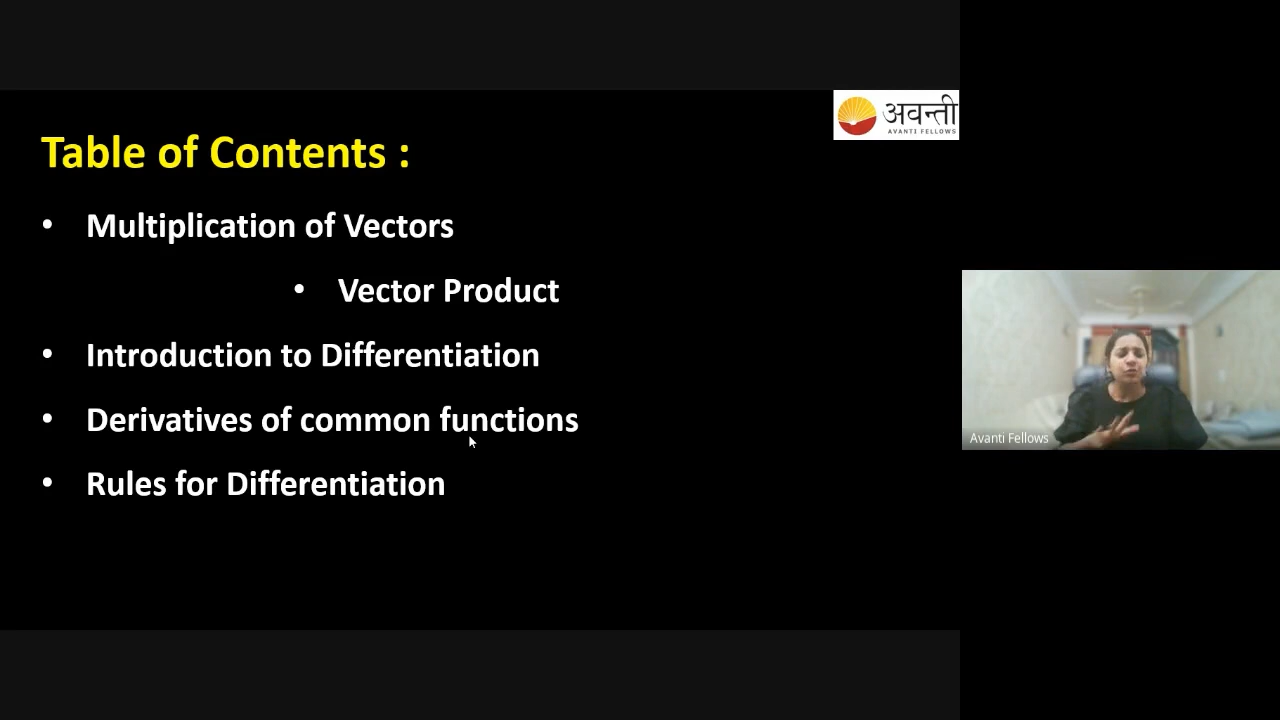 अवन्ती
AVANTI FELLOWS
Table of Contents :
• Multiplication of Vectors
• Vector Product
• Introduction to Differentiation
• Derivatives of common functions
• Rules for Differentiation
Avanti Fellows